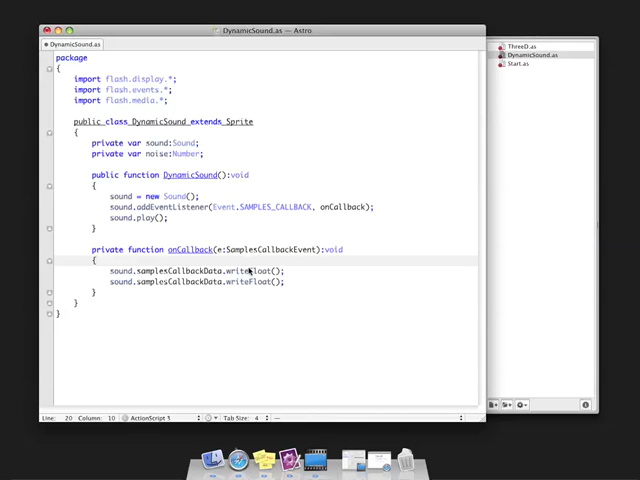 DynamicSound.as — Astro
DynamicSound.as
package
{
import flash.display.*;
import flash.events.*;
import flash.media.*;
public class DynamicSound extends Sprite
{
private var sound:Sound;
private var noise:Number;
public function DynamicSound():void
{
sound = new Sound();
sound.addEventListener(Event.SAMPLES_CALLBACK, onCallback);
sound.play();
}
private function onCallback(e:SamplesCallbackEvent):void
{
sound.samplesCallbackData.writeFloat();
sound.samplesCallbackData.writeFloat();
}
}
}
Line: 20 Column: 10 ActionScript 3 Tab Size: 4 —
ThreeD.as
DynamicSound.as
Start.as